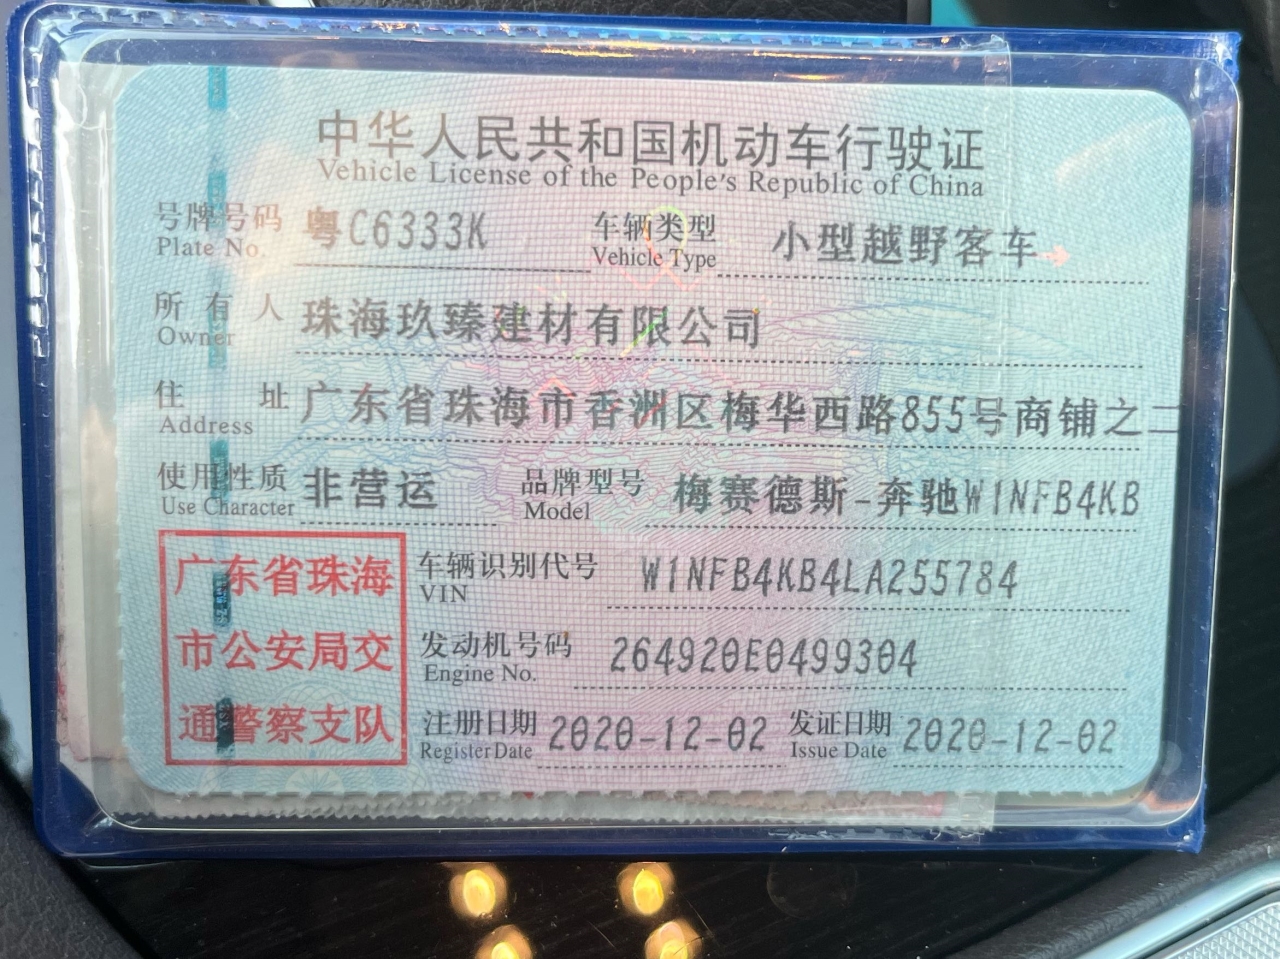 中华人民共和国机动车行驶证
Vehicle License of the People's Republic of China
号牌号码 粤C6333K 车辆类型 小型越野客车
Plate No. Vehicle Type
所有人 珠海玖臻建材有限公司
Owner
住址 广东省珠海市香洲区梅华西路855号商铺之二
Address
使用性质 非营运 品牌型号 梅赛德斯-奔驰W1NFB4KB
Use Character Model
广东省珠海
市公安局交
通警察支队
车辆识别代号 W1NFB4KB4LA255784
VIN
发动机号码 264920E0499304
Engine No.
注册日期 2020-12-02 发证日期 2020-12-02
Register Date Issue Date